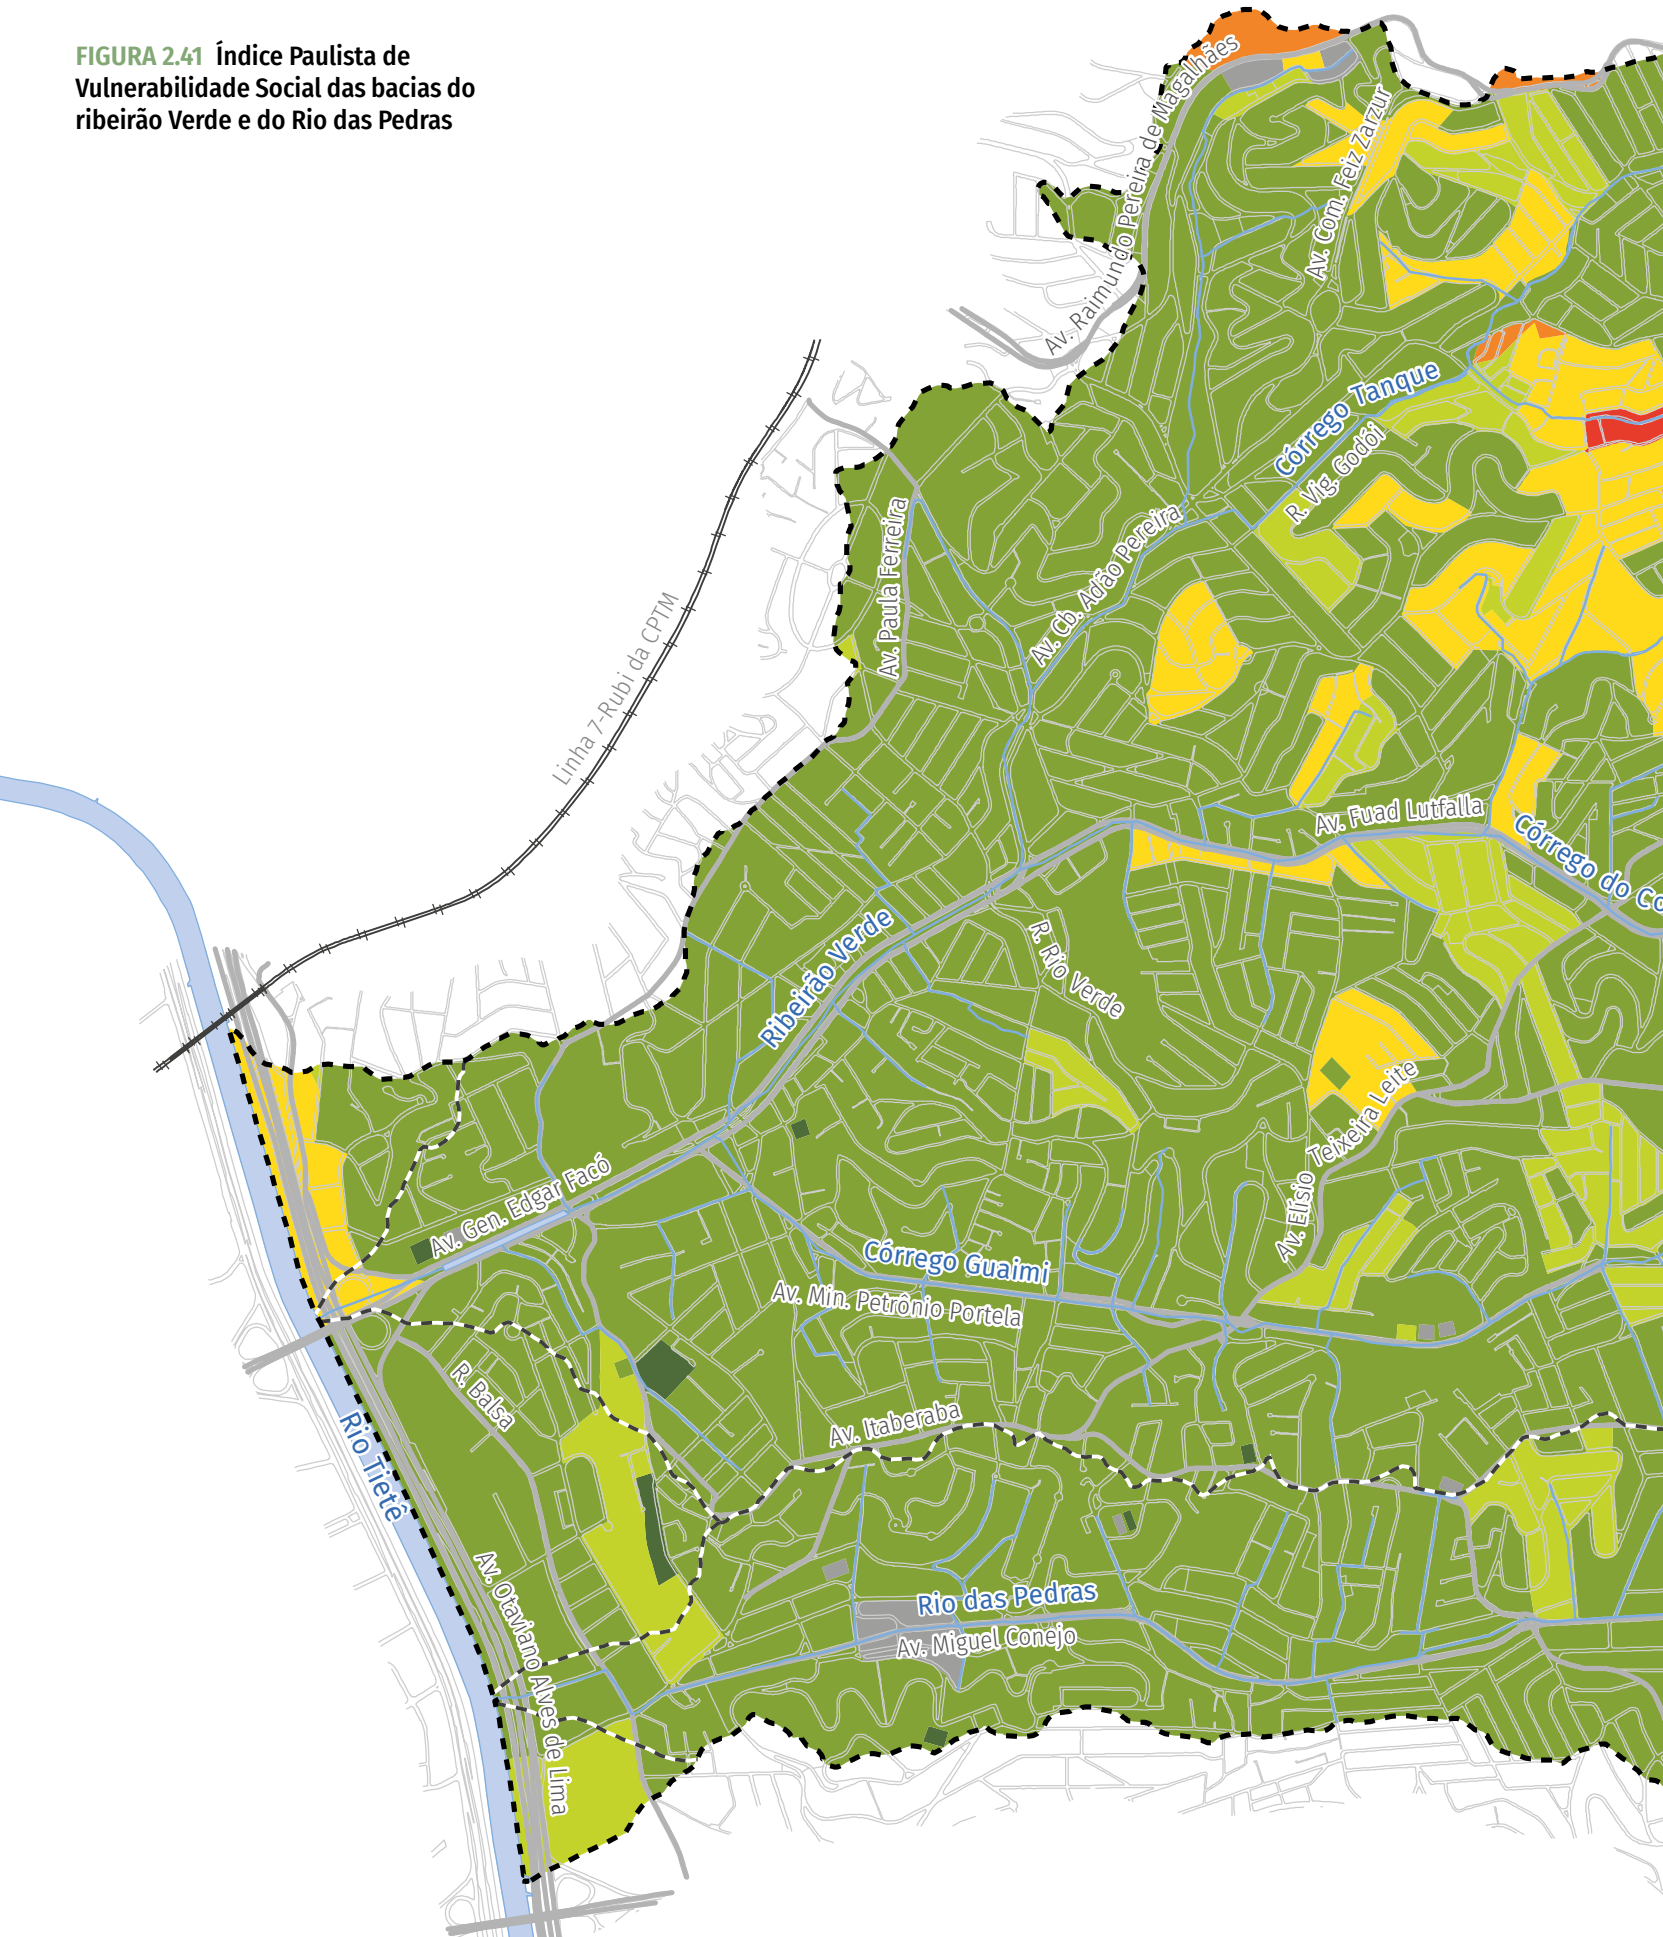 FIGURA 2.41 Índice Paulista de
Vulnerabilidade Social das bacias do
ribeirão Verde e do Rio das Pedras
Av. Raimundo Pereira de Magalhães
Av. Com. Feiz Zarzur
Córrego Tanque
R. Vig. Godói
Av. Paula Ferreira
Av. Cb. Adão Pereira
Linha 7-Rubi da CPTM
Av. Fuad Lutfalla
Córrego do Co
Ribeirão Verde
R. Rio Verde
Av. Elísio Teixeira Leite
Av. Gen. Edgar Facó
Córrego Guaimi
Av. Min. Petrônio Portela
R. Balsa
Av. Itaberaba
Rio Tietê
Av. Otaviano Alves de Lima
Rio das Pedras
Av. Miguel Conejo